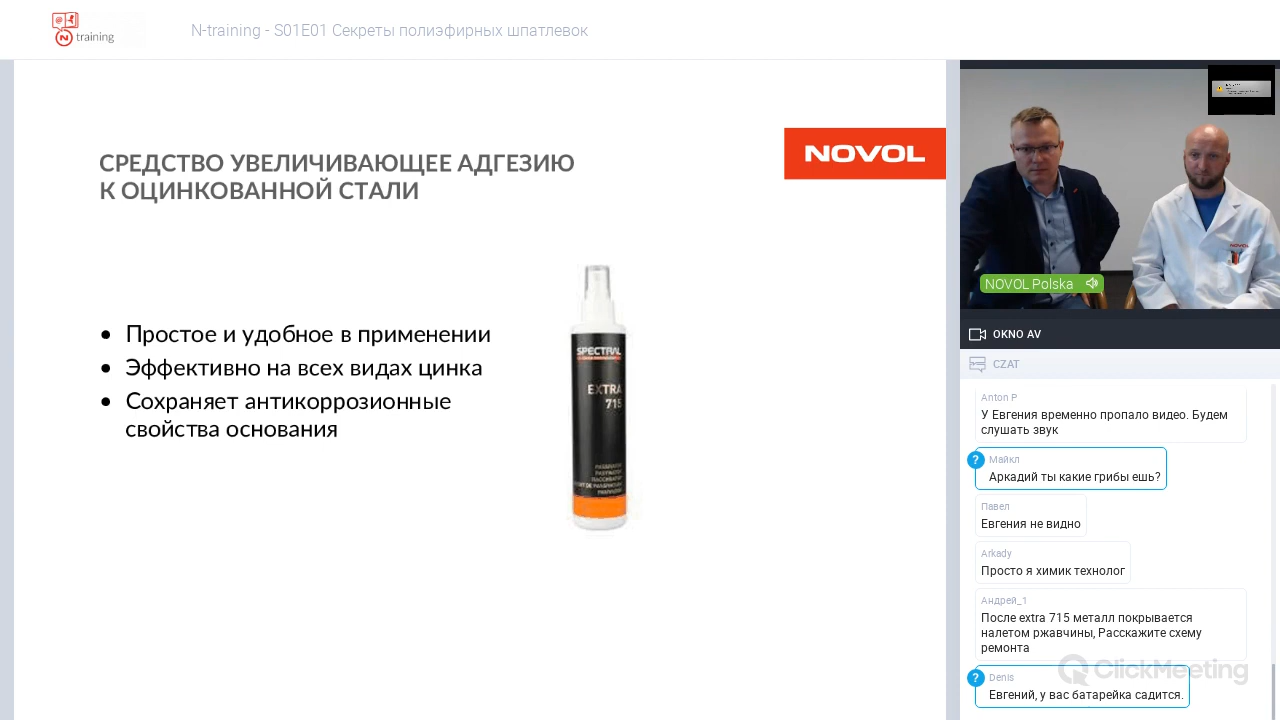 training
N-training - S01E01 Секреты полиэфирных шпатлевок
СРЕДСТВО УВЕЛИЧИВАЮЩЕЕ АДГЕЗИЮ
К ОЦИНКОВАННОЙ СТАЛИ
NOVOL
• Простое и удобное в применении
• Эффективно на всех видах цинка
• Сохраняет антикоррозионные
свойства основания
SPECTRAL
EXTRA
715
NOVOL
NOVOL Polska
OKNO AV
CZAT
Anton P
У Евгения временно пропало видео. Будем
слушать звук
?
Майкл
Аркадий ты какие грибы ешь?
Павел
Евгения не видно
Arkady
Просто я химик технолог
Андрей_1
После extra 715 металл покрывается
налетом ржавчины, Расскажите схему
ремонта
ClickMeeting
?
Denis
Евгений, у вас батарейка садится.